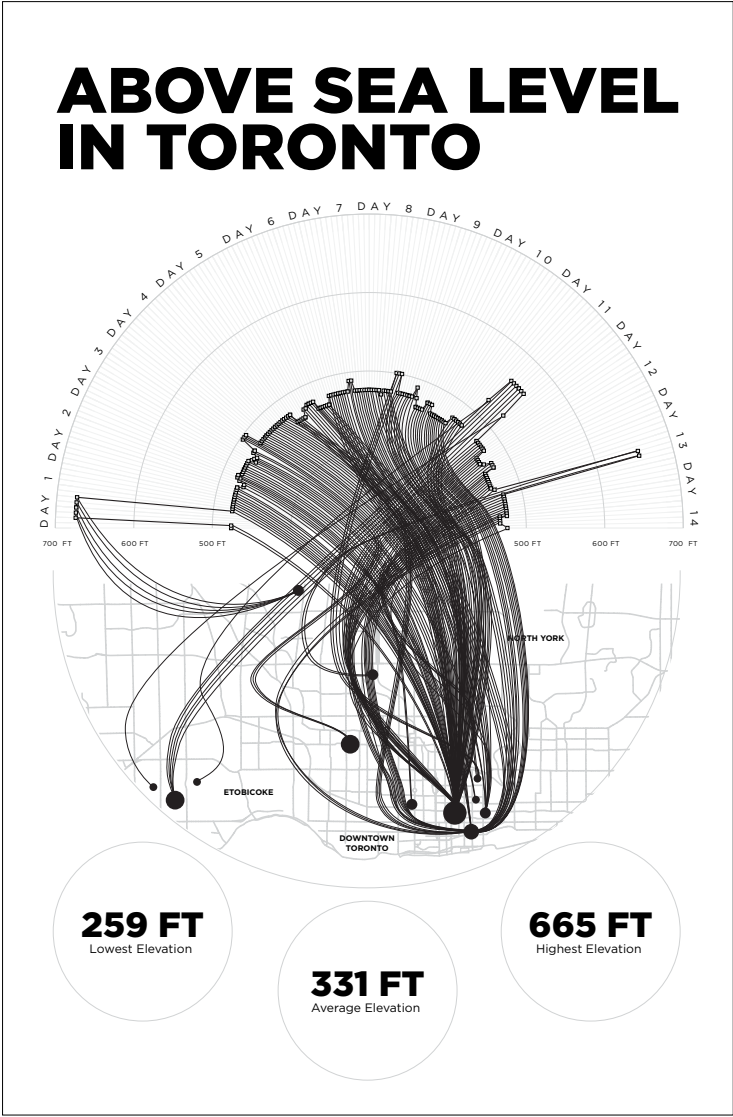 ABOVE SEA LEVEL
IN TORONTO
DAY 1 DAY 2 DAY 3 DAY 4 DAY 5 DAY 6 DAY 7 DAY 8 DAY 9 DAY 10 DAY 11 DAY 12 DAY 13 DAY 14
700 FT 600 FT 500 FT 500 FT 600 FT 700 FT
NORTH YORK
ETOBICOKE
DOWNTOWN
TORONTO
259 FT
Lowest Elevation
665 FT
Highest Elevation
331 FT
Average Elevation